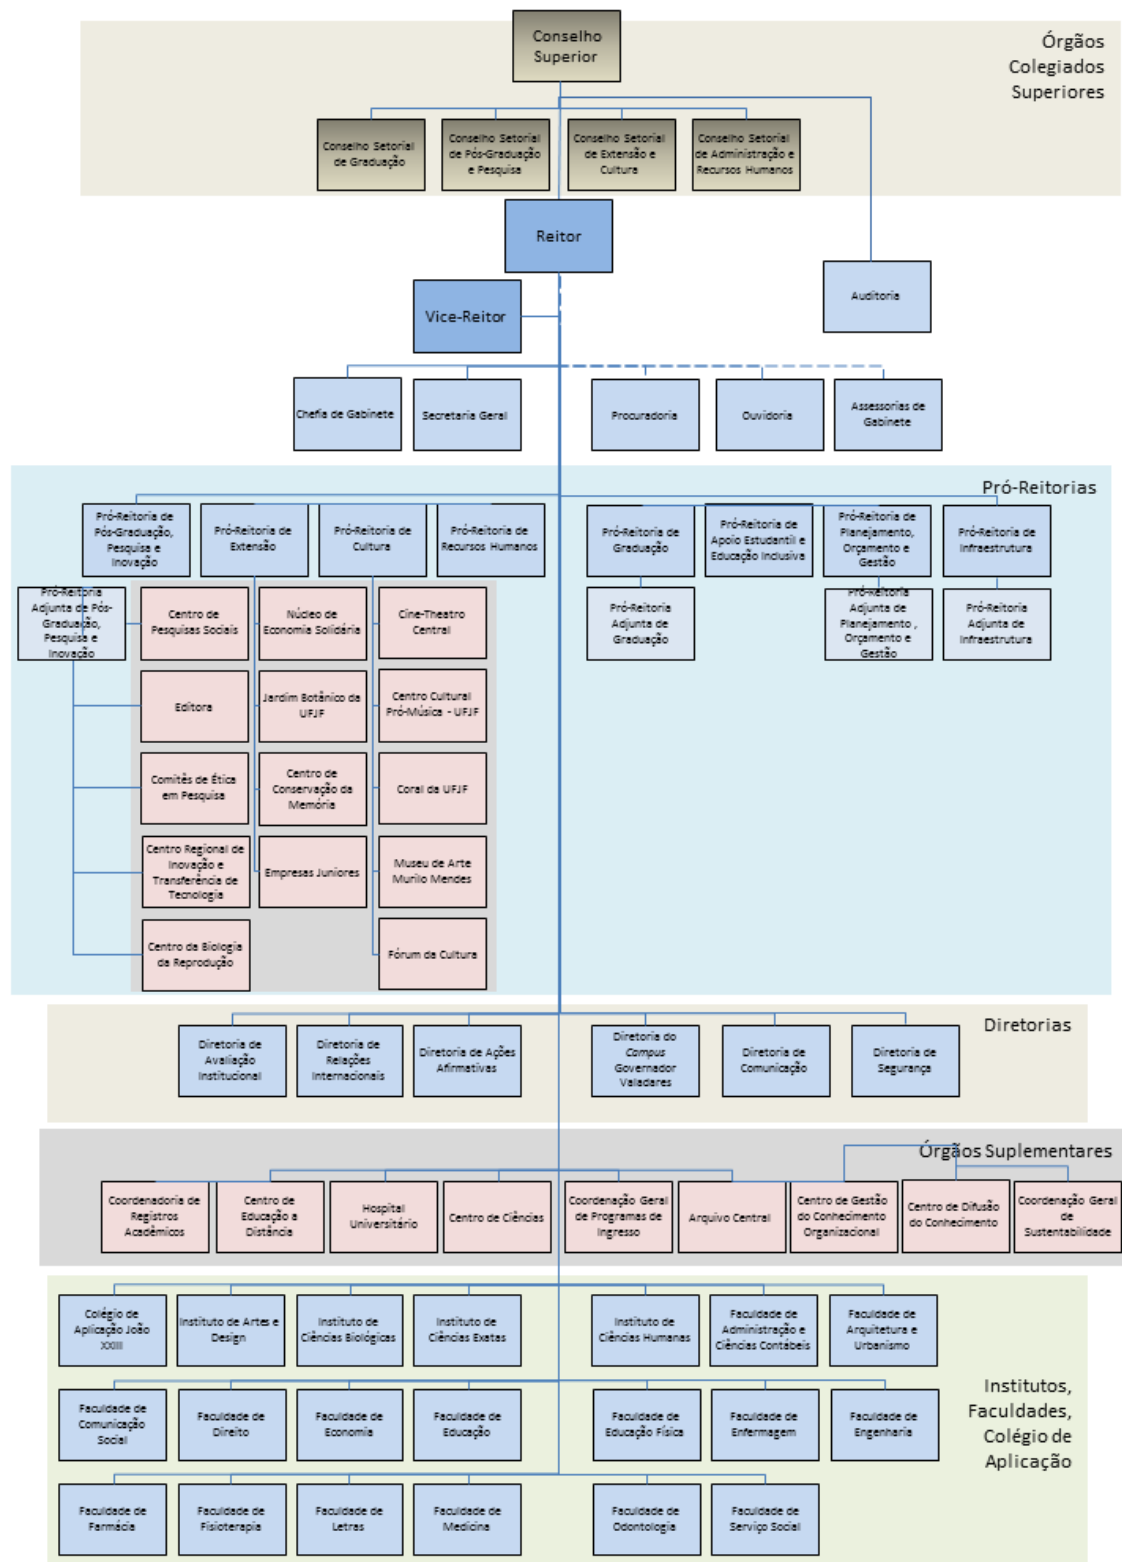 Conselho
Superior
Órgãos
Colegiados
Superiores
Conselho Setorial
de Graduação
Conselho Setorial
de Pós-Graduação
e Pesquisa
Conselho Setorial
de Extensão e
Cultura
Conselho Setorial
de Administração e
Recursos Humanos
Reitor
Auditoria
Vice-Reitor
Chefia de Gabinete
Secretaria Geral
Procuradoria
Ouvidoria
Assessorias de
Gabinete
Pró-Reitorias
Pró-Reitoria de
Pós-Graduação,
Pesquisa e
Inovação
Pró-Reitoria de
Extensão
Pró-Reitoria de
Cultura
Pró-Reitoria de
Recursos Humanos
Pró-Reitoria de
Graduação
Pró-Reitoria de
Apoio Estudantil e
Educação Inclusiva
Pró-Reitoria de
Planejamento,
Orçamento e
Gestão
Pró-Reitoria de
Infraestrutura
Pró-Reitoria
Adjunta de Pós-
Graduação,
Pesquisa e
Inovação
Centro de
Pesquisas Sociais
Núcleo de
Economia Solidária
Cine-Theatro
Central
Pró-Reitoria
Adjunta de
Graduação
Pró-Reitoria
Adjunta de
Planejamento ,
Orçamento e
Gestão
Pró-Reitoria
Adjunta de
Infraestrutura
Editora
Jardim Botânico da
UFJF
Centro Cultural
Pró-Música - UFJF
Comitês de Ética
em Pesquisa
Centro de
Conservação da
Memória
Coral da UFJF
Centro Regional de
Inovação e
Transferência de
Tecnologia
Empresas Juniores
Museu de Arte
Murilo Mendes
Centro da Biologia
da Reprodução
Fórum da Cultura
Diretorias
Diretoria de
Avaliação
Institucional
Diretoria de
Relações
Internacionais
Diretoria de Ações
Afirmativas
Diretoria do
Campus
Governador
Valadares
Diretoria de
Comunicação
Diretoria de
Segurança
Órgãos Suplementares
Coordenadoria de
Registros
Acadêmicos
Centro de
Educação a
Distância
Hospital
Universitário
Centro de Ciências
Coordenação Geral
de Programas de
Ingresso
Arquivo Central
Centro de Gestão
do Conhecimento
Organizacional
Centro de Difusão
do Conhecimento
Coordenação Geral
de
Sustentabilidade
Colégio de
Aplicação João
XXIII
Instituto de Artes e
Design
Instituto de
Ciências Biológicas
Instituto de
Ciências Exatas
Instituto de
Ciências Humanas
Faculdade de
Administração e
Ciências Contábeis
Faculdade de
Arquitetura e
Urbanismo
Institutos,
Faculdades,
Colégio de
Aplicação
Faculdade de
Comunicação
Social
Faculdade de
Direito
Faculdade de
Economia
Faculdade de
Educação
Faculdade de
Educação Física
Faculdade de
Enfermagem
Faculdade de
Engenharia
Faculdade de
Farmácia
Faculdade de
Fisioterapia
Faculdade de
Letras
Faculdade de
Medicina
Faculdade de
Odontologia
Faculdade de
Serviço Social